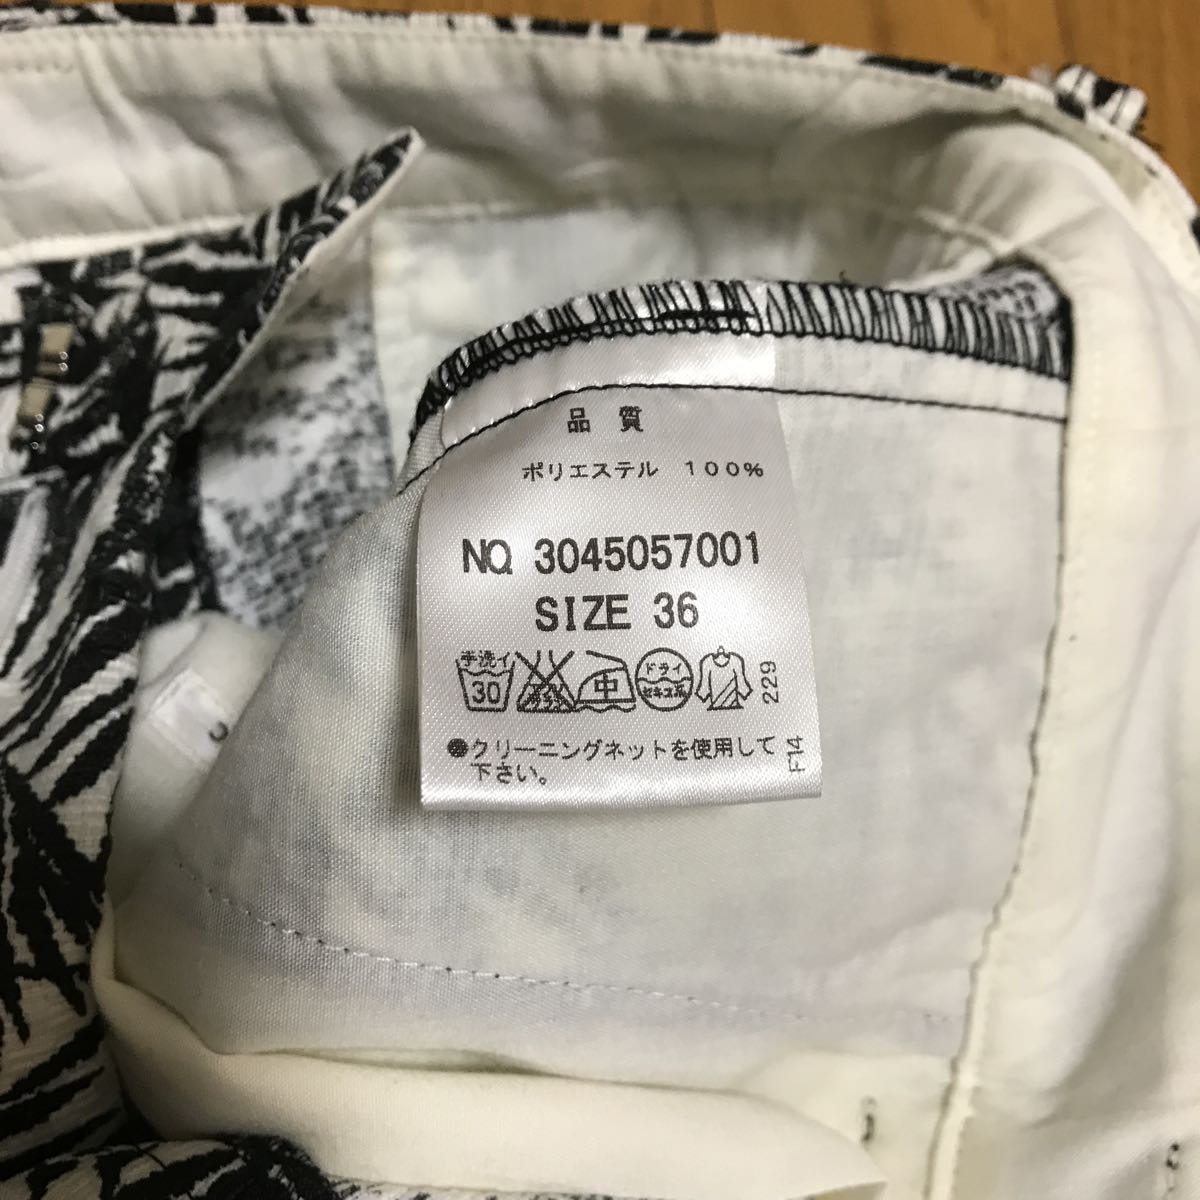 品質
ポリエステル 100%
NO. 3045057001
SIZE 36
手洗イ 30 中 ドライ セキユ系
229
●クリーニングネットを使用して
下さい。
F14